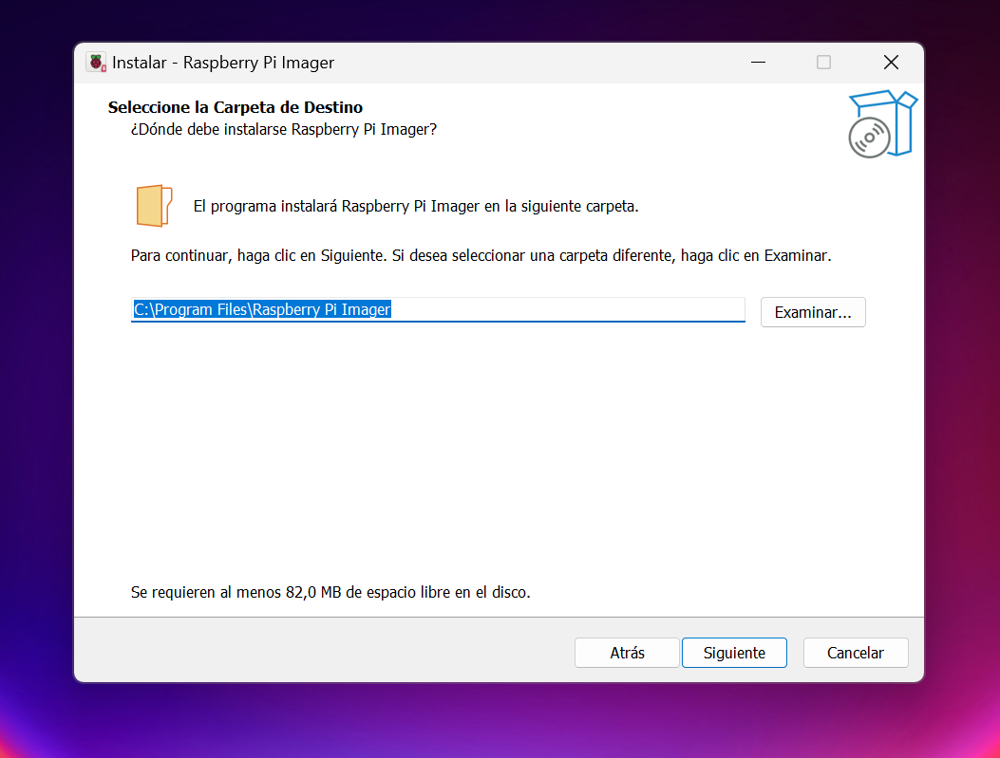 Instalar - Raspberry Pi Imager
Seleccione la Carpeta de Destino
¿Dónde debe instalarse Raspberry Pi Imager?
El programa instalará Raspberry Pi Imager en la siguiente carpeta.
Para continuar, haga clic en Siguiente. Si desea seleccionar una carpeta diferente, haga clic en Examinar.
C:\Program Files\Raspberry Pi Imager
Examinar...
Se requieren al menos 82,0 MB de espacio libre en el disco.
Atrás
Siguiente
Cancelar